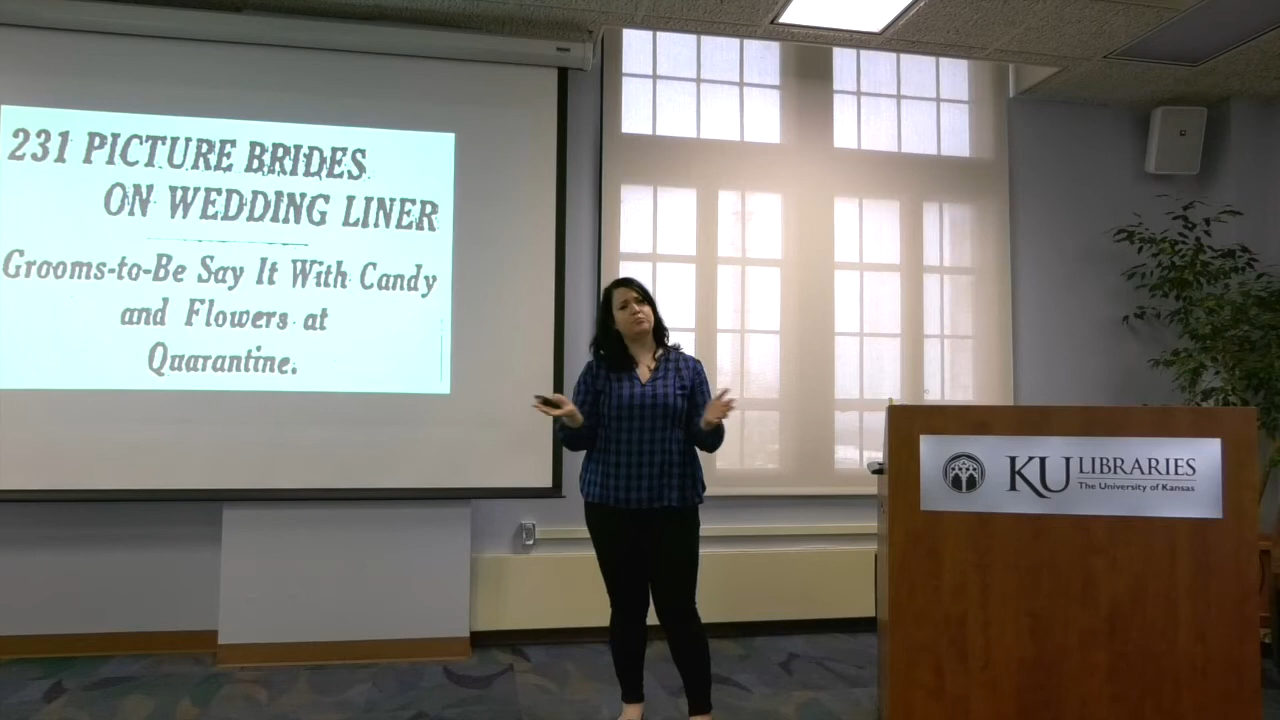 231 PICTURE BRIDES
ON WEDDING LINER
Grooms-to-Be Say It With Candy
and Flowers at
Quarantine.
KU LIBRARIES
The University of Kansas